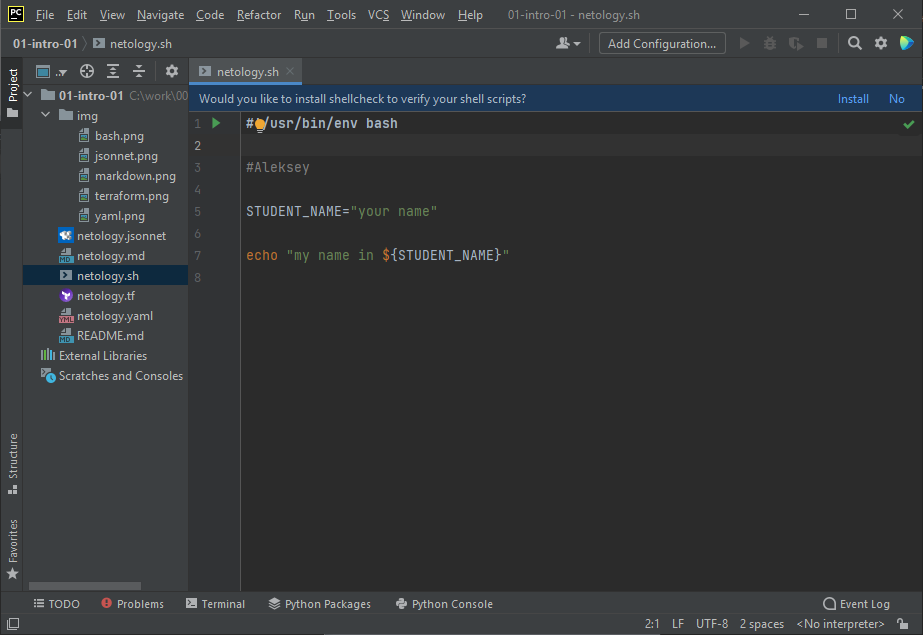 PC File Edit View Navigate Code Refactor Run Tools VCS Window Help 01-intro-01 - netology.sh
01-intro-01 netology.sh Add Configuration...
Project
netology.sh
01-intro-01 C:\work\00
img
bash.png
jsonnet.png
markdown.png
terraform.png
yaml.png
netology.jsonnet
netology.md
netology.sh
netology.tf
netology.yaml
README.md
External Libraries
Scratches and Consoles
Structure
Favorites
Would you like to install shellcheck to verify your shell scripts? Install No
1 #/usr/bin/env bash
2
3 #Aleksey
4
5 STUDENT_NAME="your name"
6
7 echo "my name in ${STUDENT_NAME}"
8
TODO Problems Terminal Python Packages Python Console Event Log
2:1 LF UTF-8 2 spaces <No interpreter>